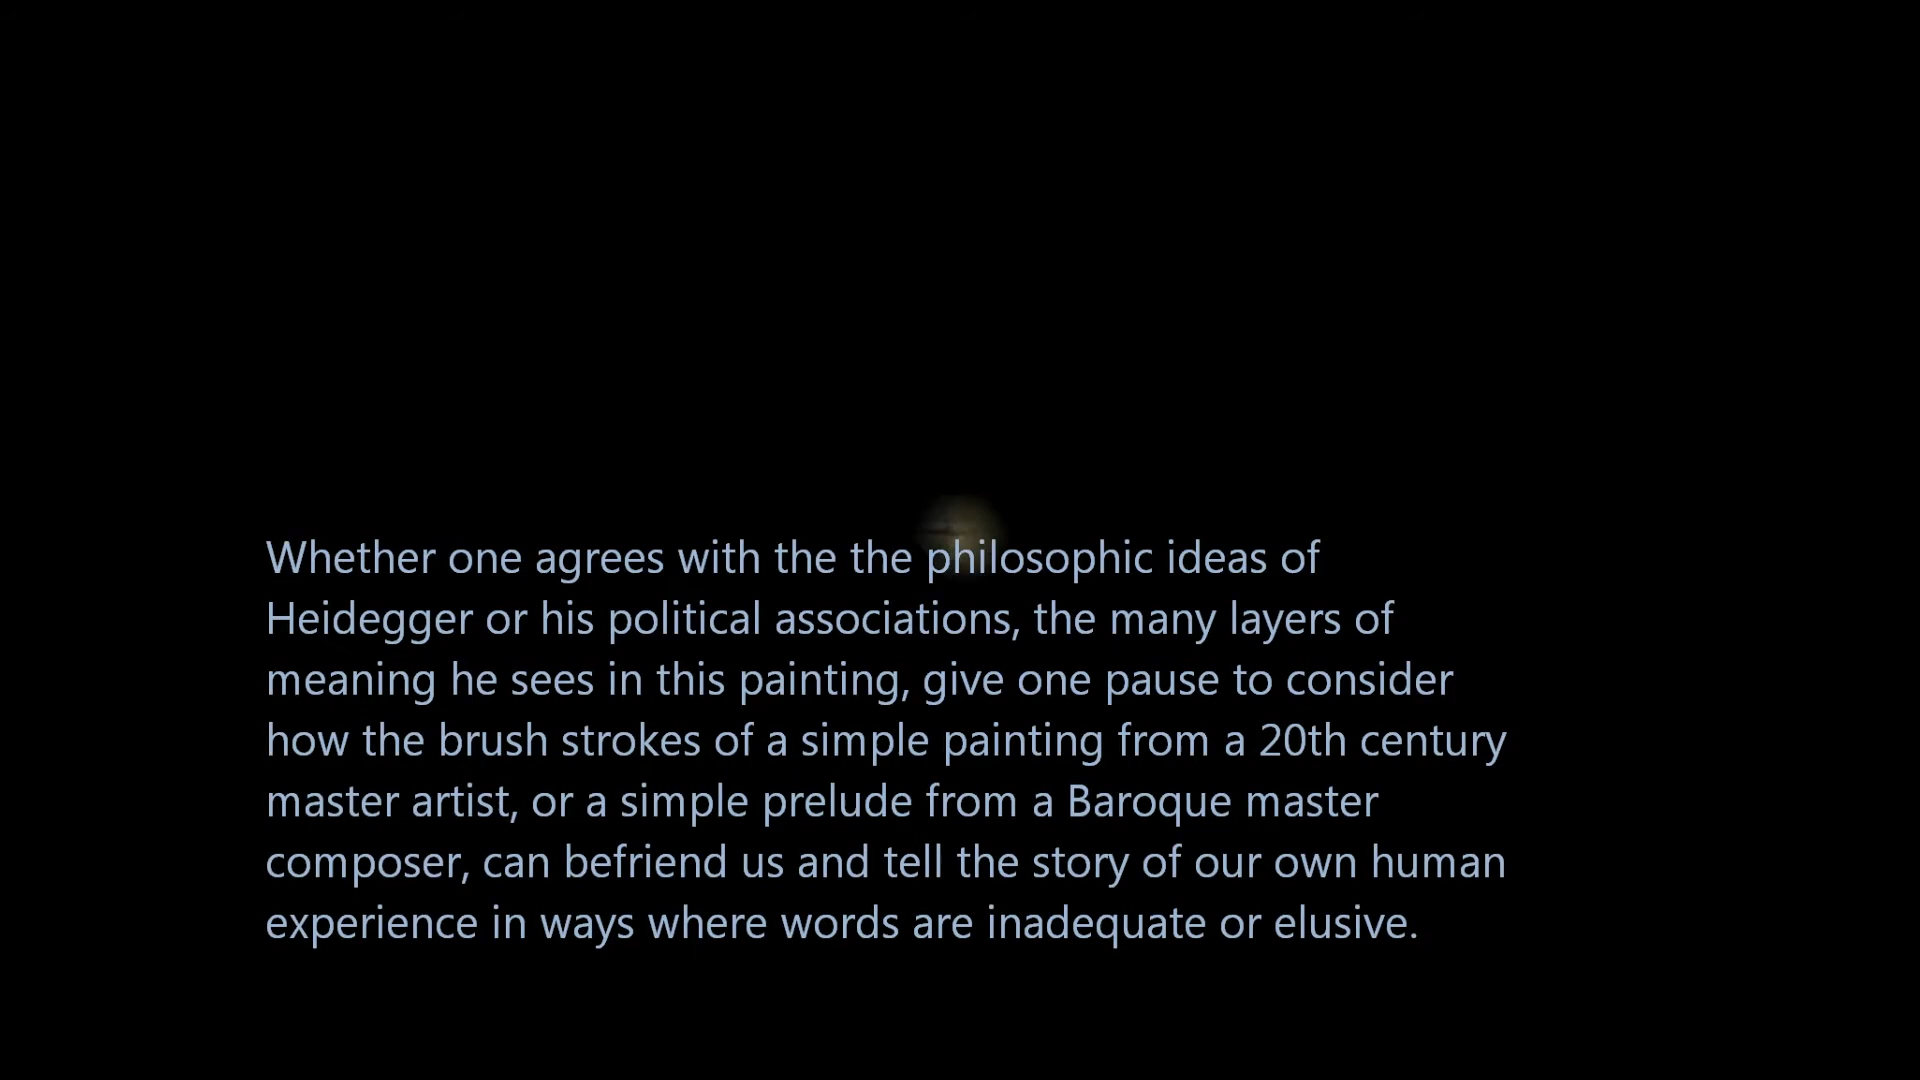 Whether one agrees with the the philosophic ideas of
Heidegger or his political associations, the many layers of
meaning he sees in this painting, give one pause to consider
how the brush strokes of a simple painting from a 20th century
master artist, or a simple prelude from a Baroque master
composer, can befriend us and tell the story of our own human
experience in ways where words are inadequate or elusive.